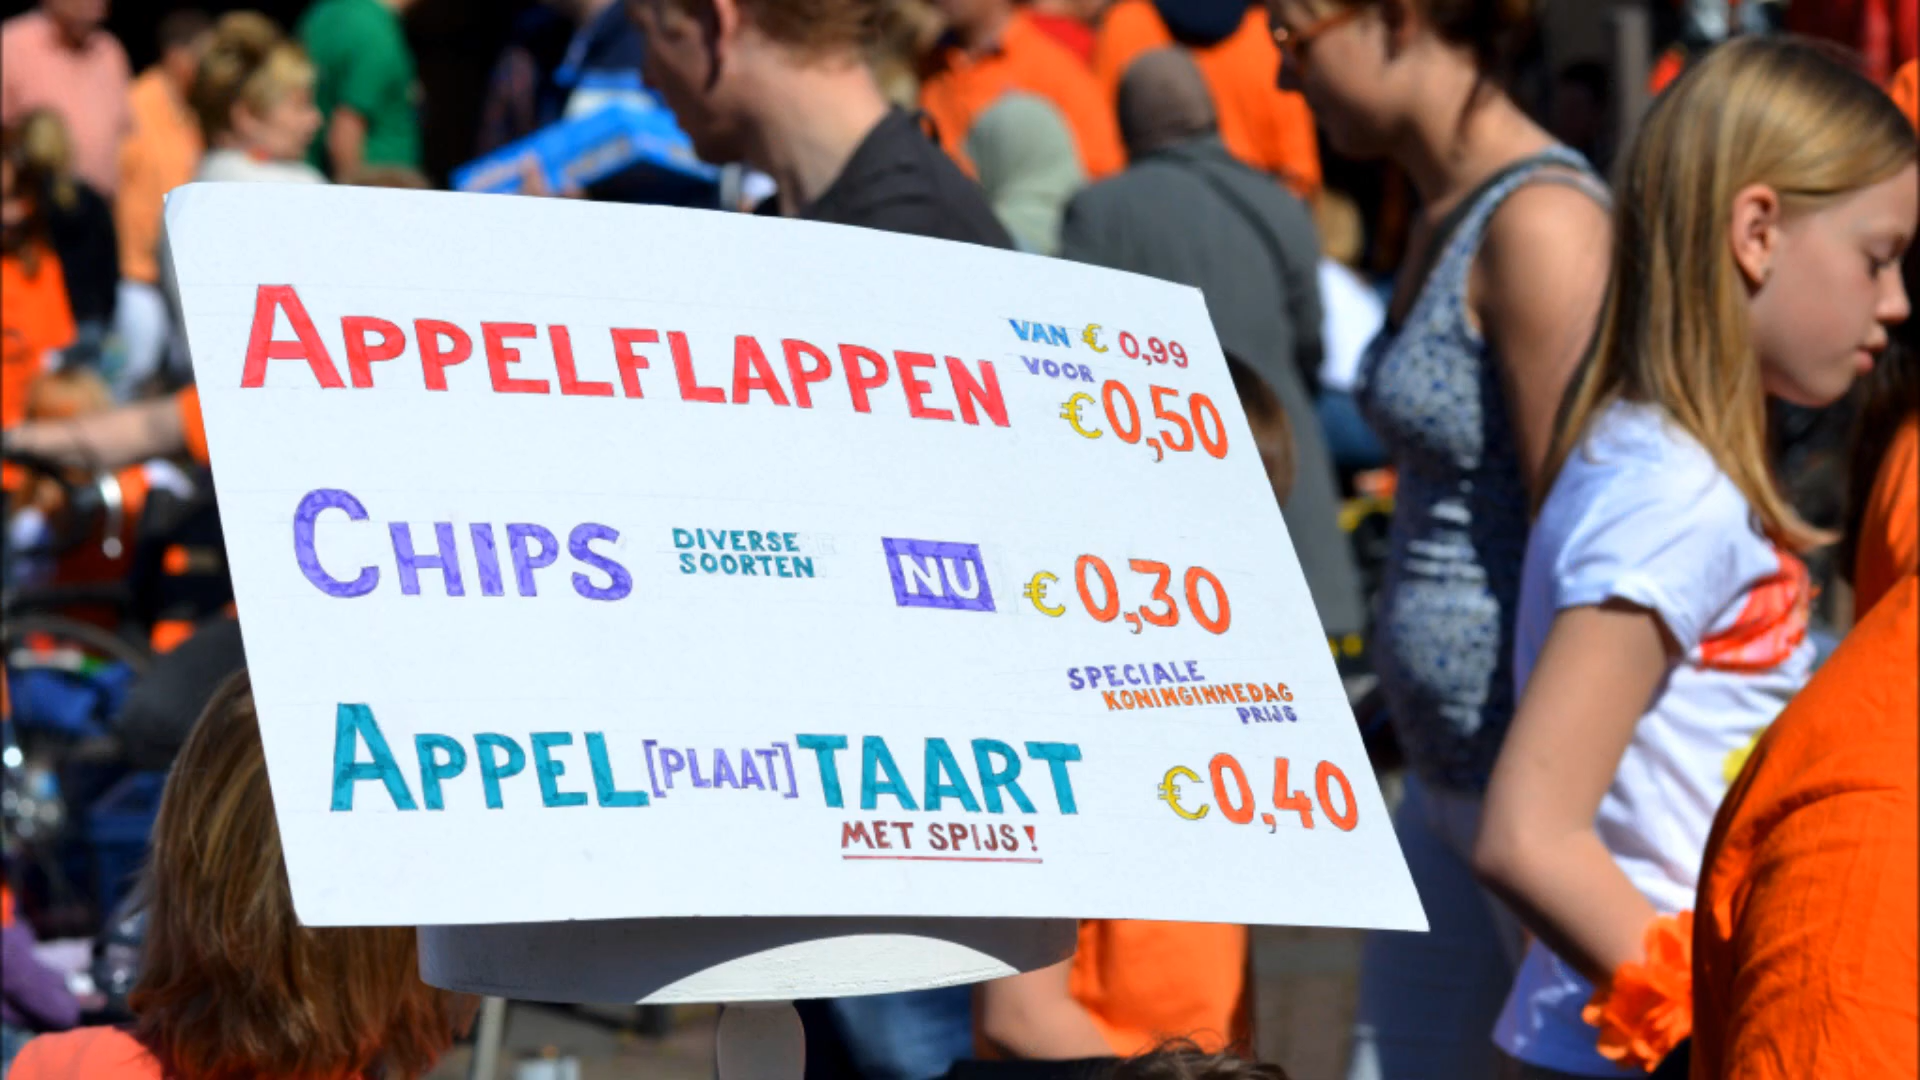 APPELFLAPPEN VAN € 0,99
VOOR
€0,50
CHIPS DIVERSE SOORTEN NU € 0,30
SPECIALE
KONINGINNEDAG
PRIJS
APPEL [PLAAT] TAART €0,40
MET SPIJS!